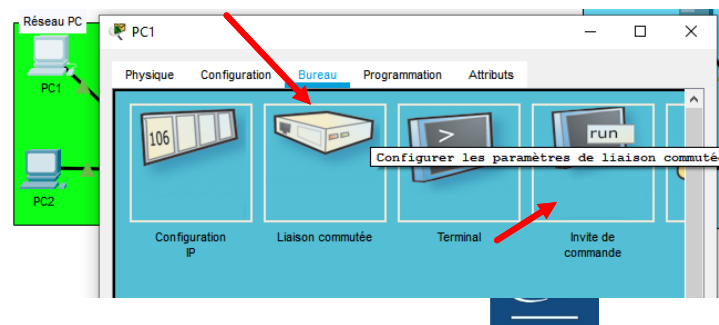 Réseau PC
PC1
Physique Configuration Bureau Programmation Attributs
PC1
PC2
106
>
run
Configurer les paramètres de liaison commuté
Configuration
IP
Liaison commutée
Terminal
Invite de
commande